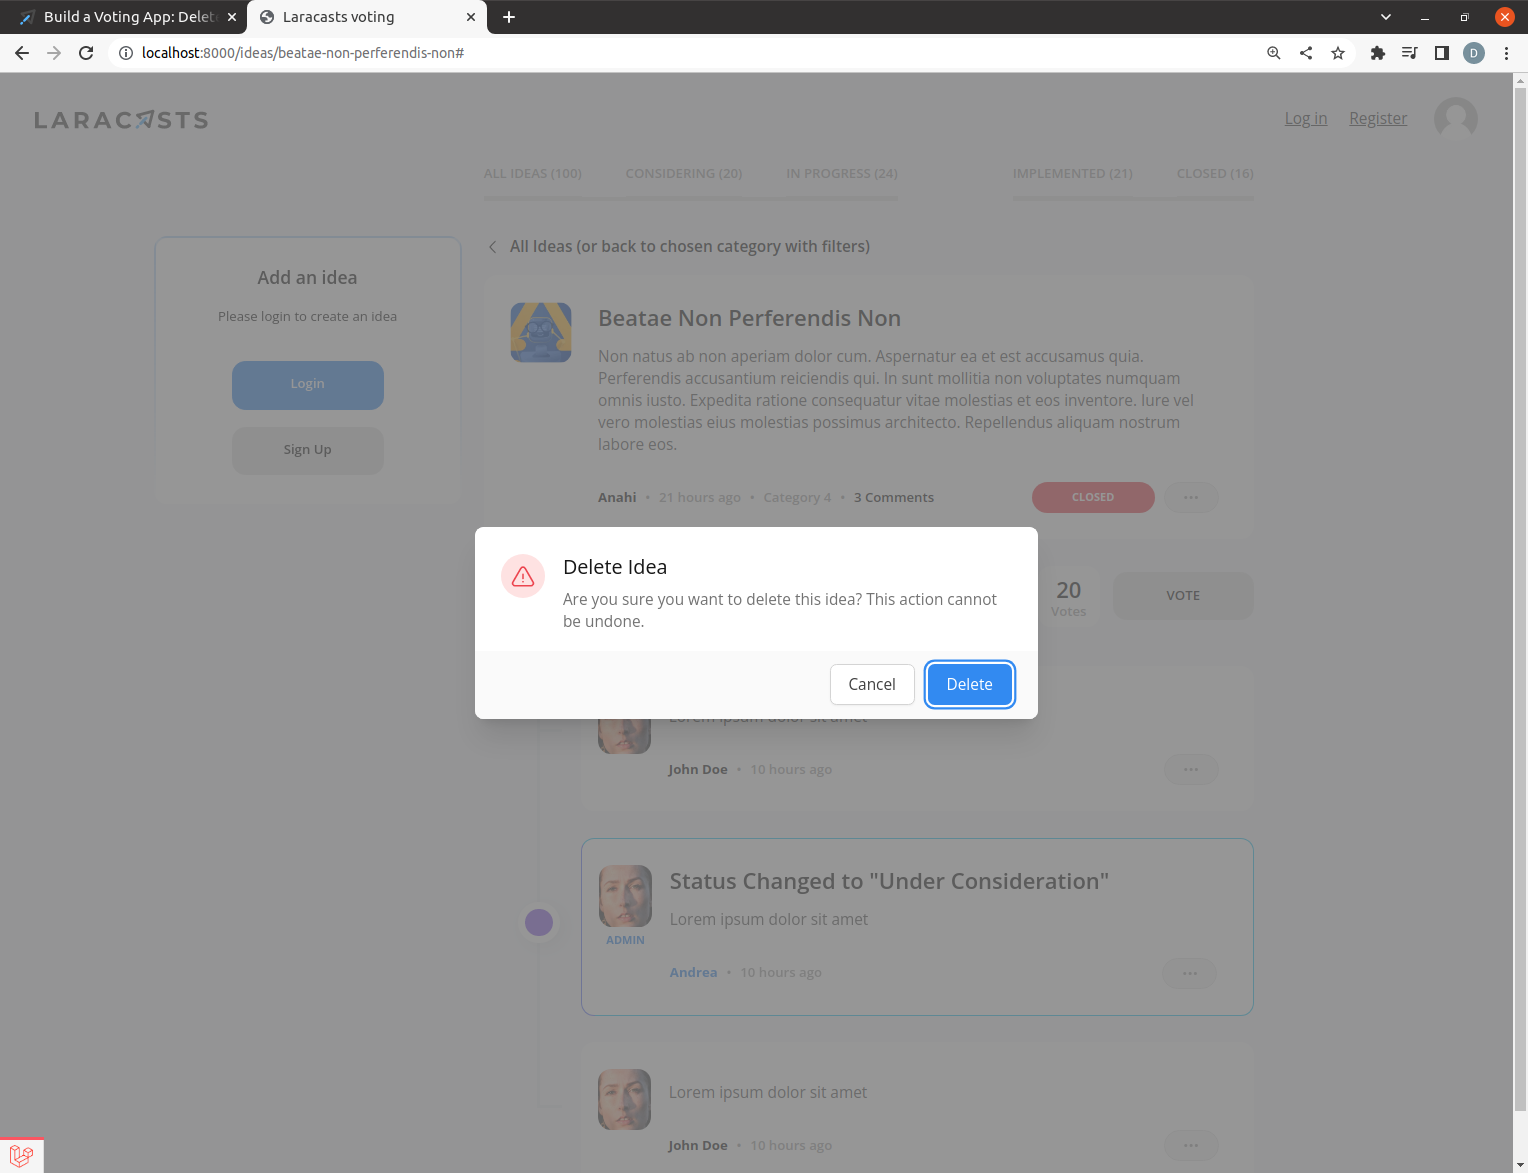 Build a Voting App: Delet
Laracasts voting
localhost:8000/ideas/beatae-non-perferendis-non#
D
LARACASTS
Log in
Register
ALL IDEAS (100)
CONSIDERING (20)
IN PROGRESS (24)
IMPLEMENTED (21)
CLOSED (16)
All Ideas (or back to chosen category with filters)
Add an idea
Please login to create an idea
Login
Sign Up
Beatae Non Perferendis Non
Non natus ab non aperiam dolor cum. Aspernatur ea et est accusamus quia.
Perferendis accusantium reiciendis qui. In sunt mollitia non voluptates numquam
omnis iusto. Expedita ratione consequatur vitae molestias et eos inventore. Iure vel
vero molestias eius molestias possimus architecto. Repellendus aliquam nostrum
labore eos.
Anahi • 21 hours ago • Category 4 • 3 Comments
CLOSED
Delete Idea
Are you sure you want to delete this idea? This action cannot
be undone.
Cancel
Delete
20
Votes
VOTE
Lorem ipsum dolor sit amet
John Doe • 10 hours ago
Status Changed to "Under Consideration"
Lorem ipsum dolor sit amet
ADMIN
Andrea • 10 hours ago
Lorem ipsum dolor sit amet
John Doe • 10 hours ago